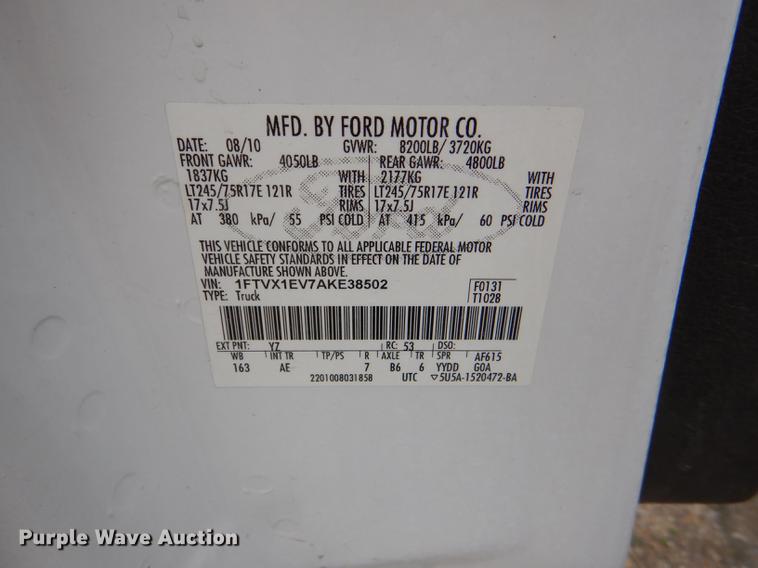 MFD. BY FORD MOTOR CO.
DATE: 08/10 GVWR: 8200LB/ 3720KG
FRONT GAWR: 4050LB REAR GAWR: 4800LB
1837KG WITH 2177KG WITH
LT245/75R17E 121R TIRES LT245/75R17E 121R TIRES
17x7.5J RIMS 17x7.5J RIMS
AT 380 kPa/ 55 PSI COLD AT 415 kPa/ 60 PSI COLD
Ford
THIS VEHICLE CONFORMS TO ALL APPLICABLE FEDERAL MOTOR
VEHICLE SAFETY STANDARDS IN EFFECT ON THE DATE OF
MANUFACTURE SHOWN ABOVE.
VIN: 1FTVX1EV7AKE38502 F0131
TYPE: Truck T1028
EXT PNT: YZ RC: 53 DSO:
WB INT TR TP/PS R AXLE TR SPR AF615
163 AE 7 B6 6 YYDD G0A
2201008031858 UTC ▽5U5A-1520472-BA
Purple Wave Auction